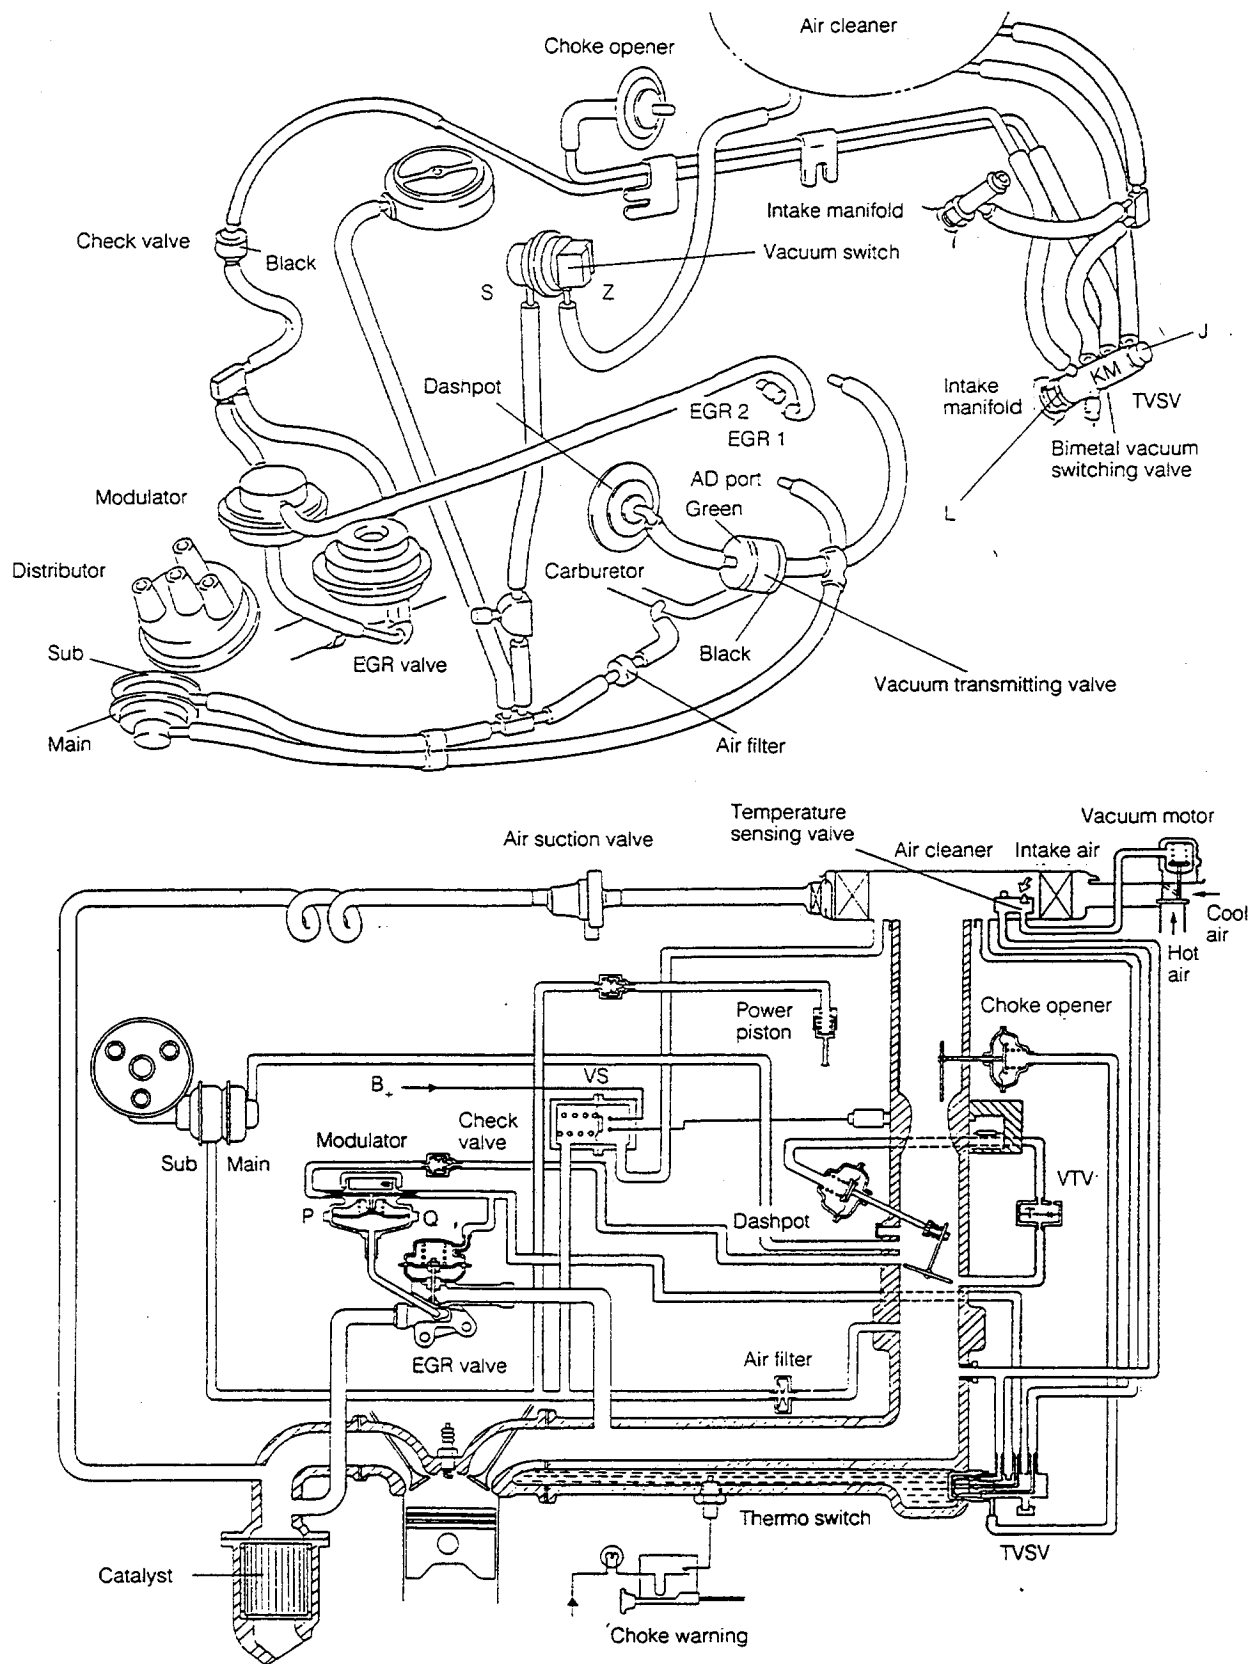 Air cleaner
Choke opener
Intake manifold
Check valve
Black
Vacuum switch
S
Z
J
Dashpot
KM
EGR 2
EGR 1
Intake
manifold
TVSV
Bimetal vacuum
switching valve
AD port
Green
Modulator
L
Distributor
Carburetor
Sub
EGR valve
Black
Vacuum transmitting valve
Main
Air filter
Temperature
sensing valve
Vacuum motor
Air suction valve
Air cleaner
Intake air
Cool
air
Hot
air
Power
piston
Choke opener
B+
VS
Check
valve
Modulator
Sub
Main
VTV
P
Q
Dashpot
Air filter
EGR valve
Thermo switch
TVSV
Catalyst
Choke warning